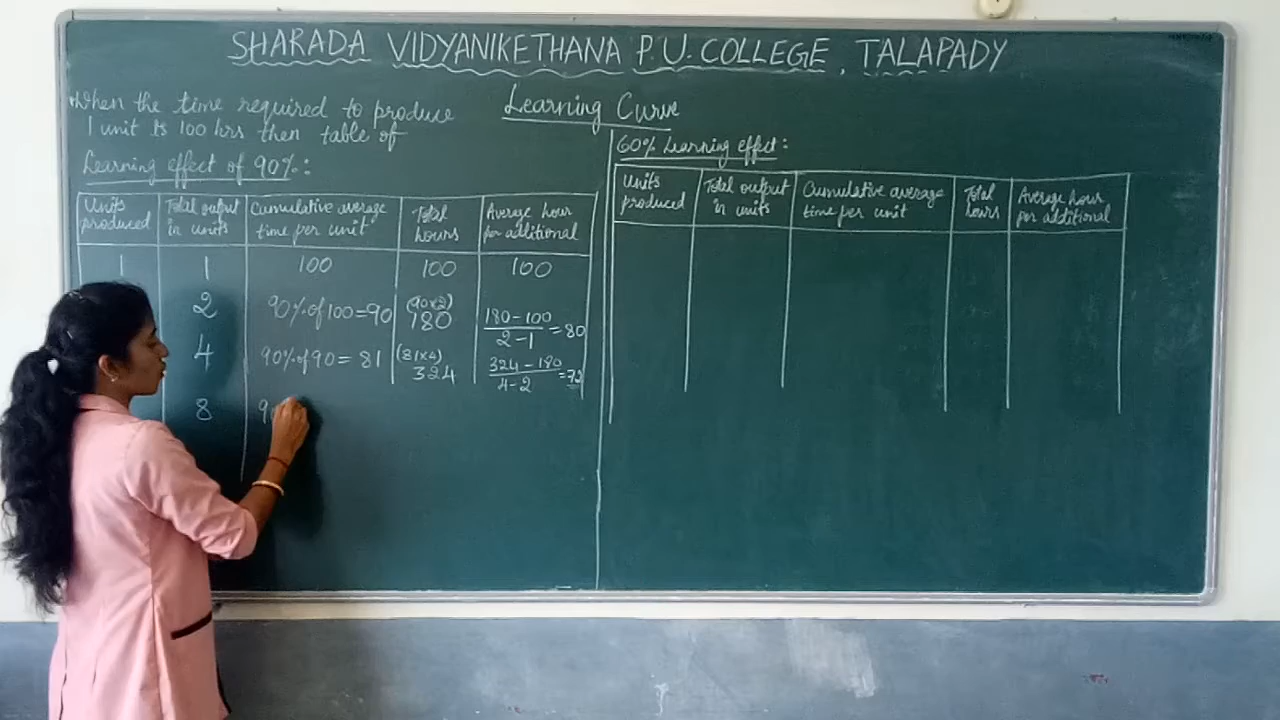 SHARADA VIDYANIKETHANA P.U. COLLEGE, TALAPADY
When the time required to produce
1 unit is 100 hrs then table of
Learning effect of 90%:
Learning Curve
Units produced | Total output in units | Cumulative average time per unit | Total hours | Average hour for additional
1 | 1 | 100 | 100 | 100
2 | 90% of 100 = 90 | (90×2) 180 | 180 - 100 / 2 - 1 = 80
4 | 90% of 90 = 81 | (81×4) 324 | 324 - 180 / 4 - 2 = 72
8 | 9
60% Learning effect:
Units produced | Total output in units | Cumulative average time per unit | Total hours | Average hour for additional